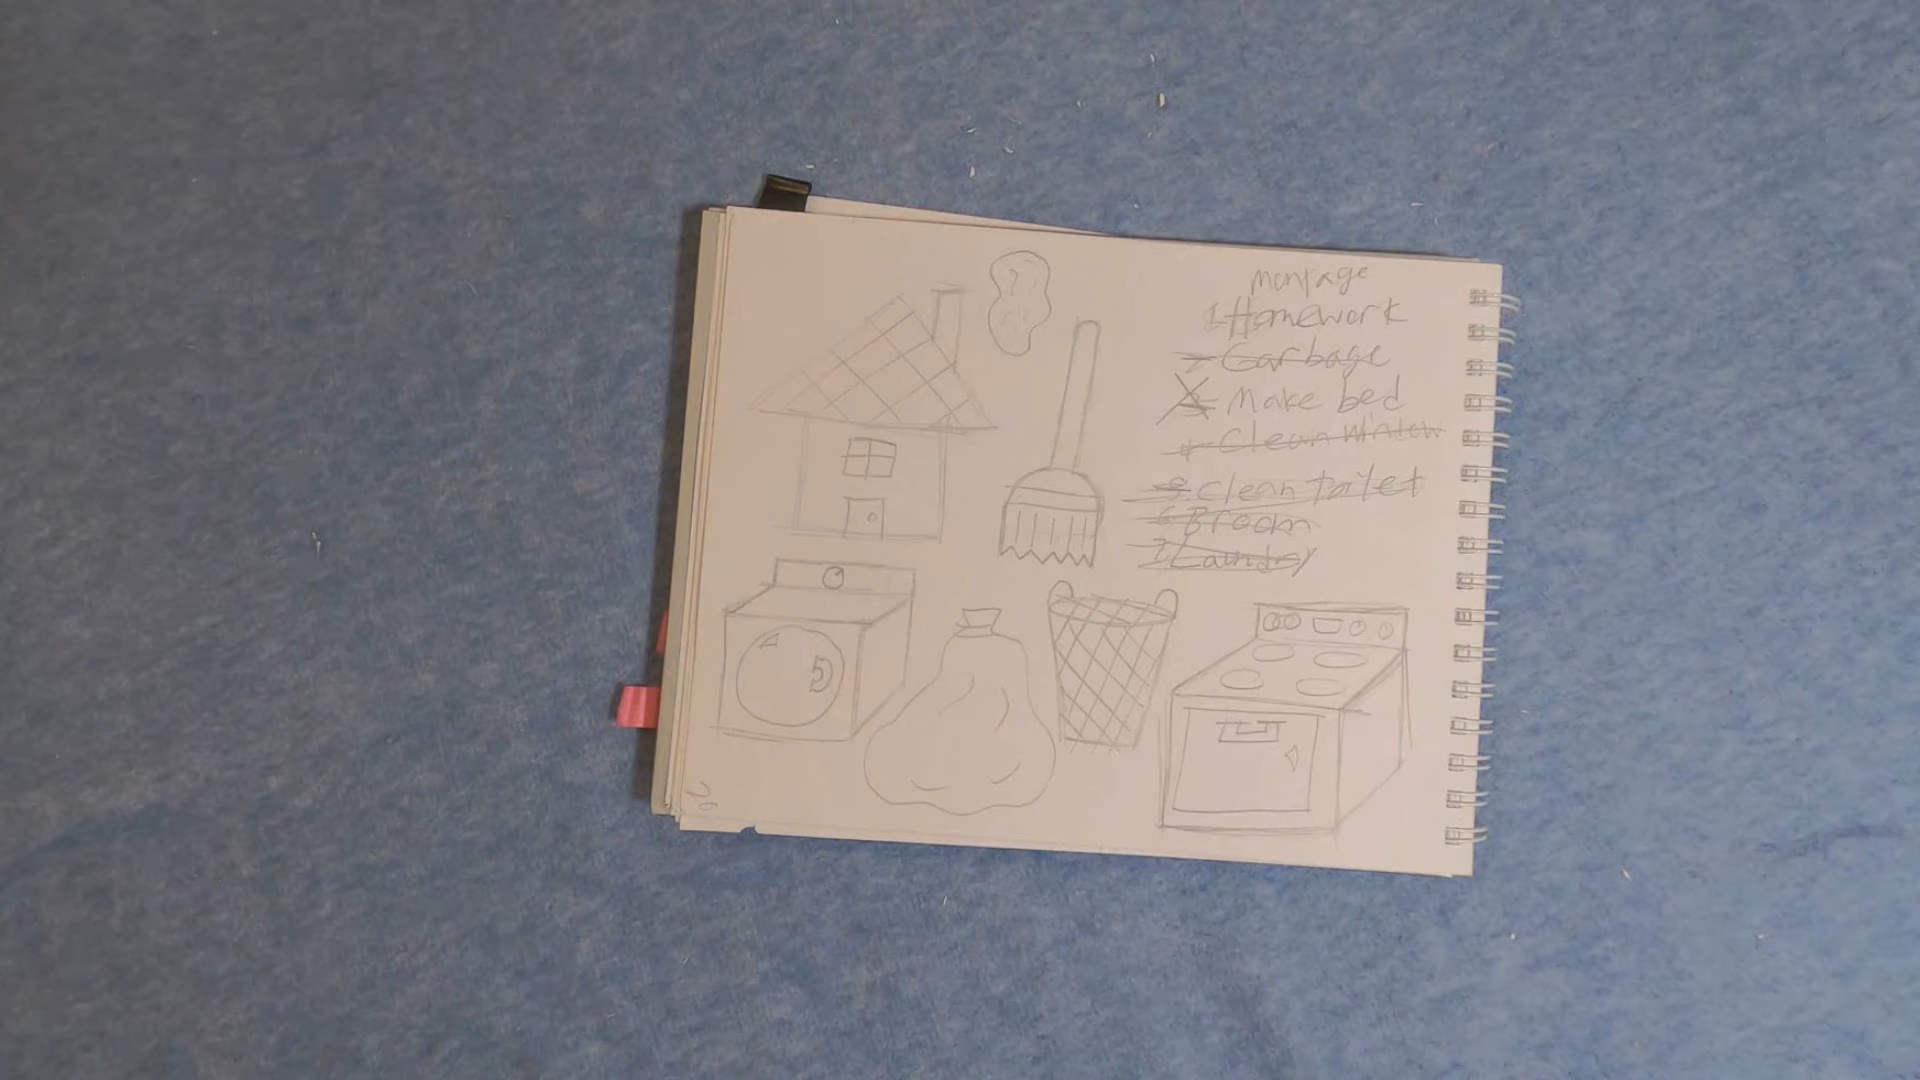 Montage
1 Homework
2 Garbage
3 Make bed
4 Clean Window
5 Clean toilet
6 Broom
7 Laundry